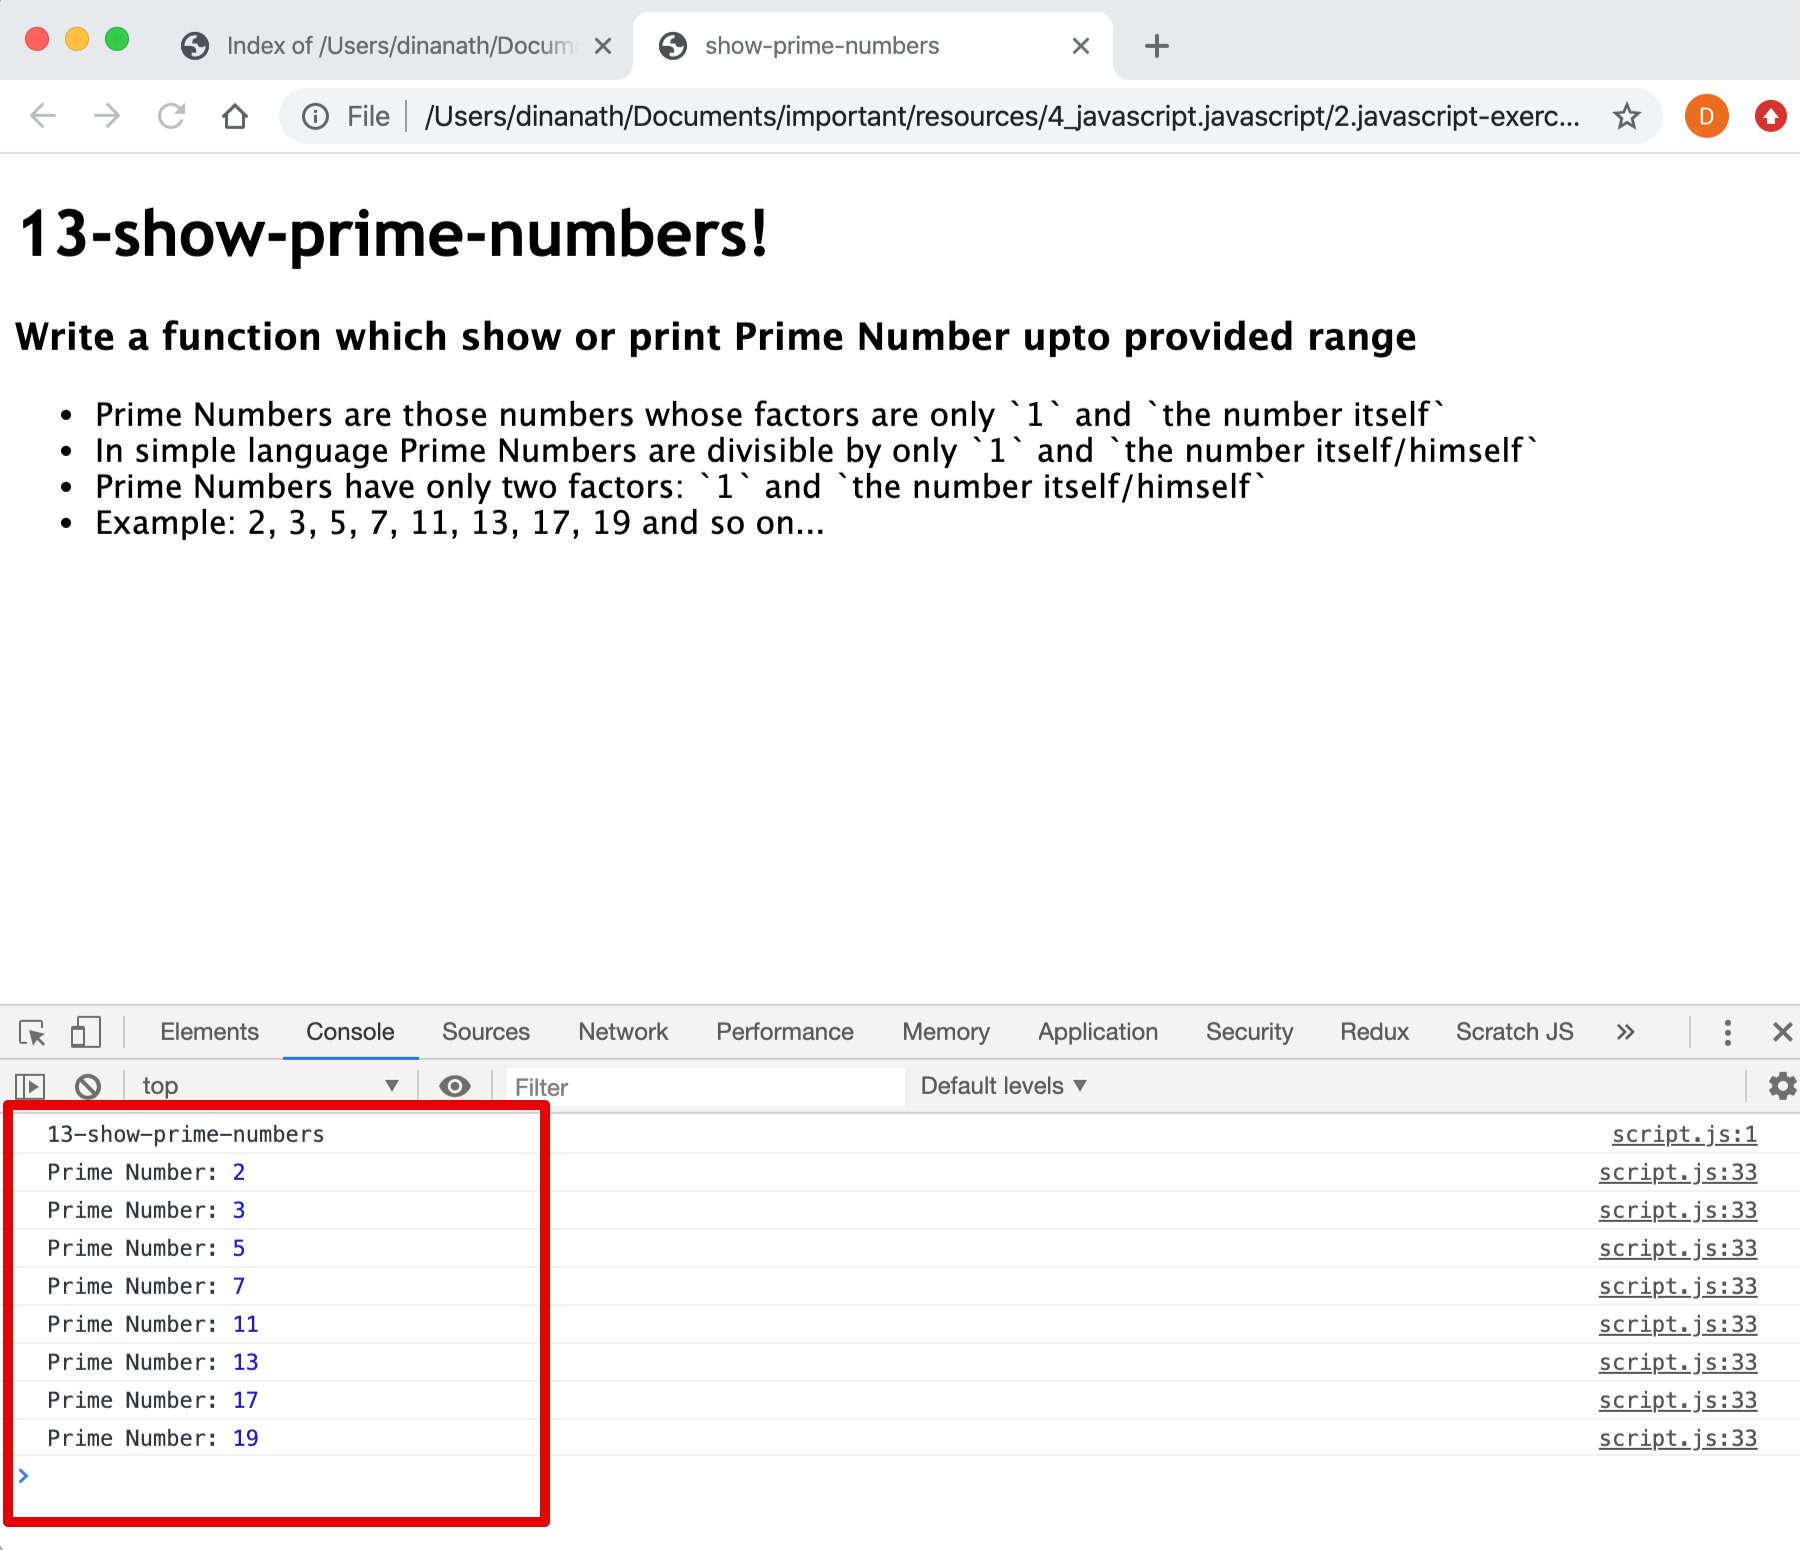 Index of /Users/dinanath/Docum
show-prime-numbers
File
/Users/dinanath/Documents/important/resources/4_javascript.javascript/2.javascript-exerc...
D
13-show-prime-numbers!
Write a function which show or print Prime Number upto provided range
• Prime Numbers are those numbers whose factors are only `1` and `the number itself`
• In simple language Prime Numbers are divisible by only `1` and `the number itself/himself`
• Prime Numbers have only two factors: `1` and `the number itself/himself`
• Example: 2, 3, 5, 7, 11, 13, 17, 19 and so on...
Elements Console Sources Network Performance Memory Application Security Redux Scratch JS »
top ▼ Filter Default levels ▼
13-show-prime-numbers script.js:1
Prime Number: 2 script.js:33
Prime Number: 3 script.js:33
Prime Number: 5 script.js:33
Prime Number: 7 script.js:33
Prime Number: 11 script.js:33
Prime Number: 13 script.js:33
Prime Number: 17 script.js:33
Prime Number: 19 script.js:33
>